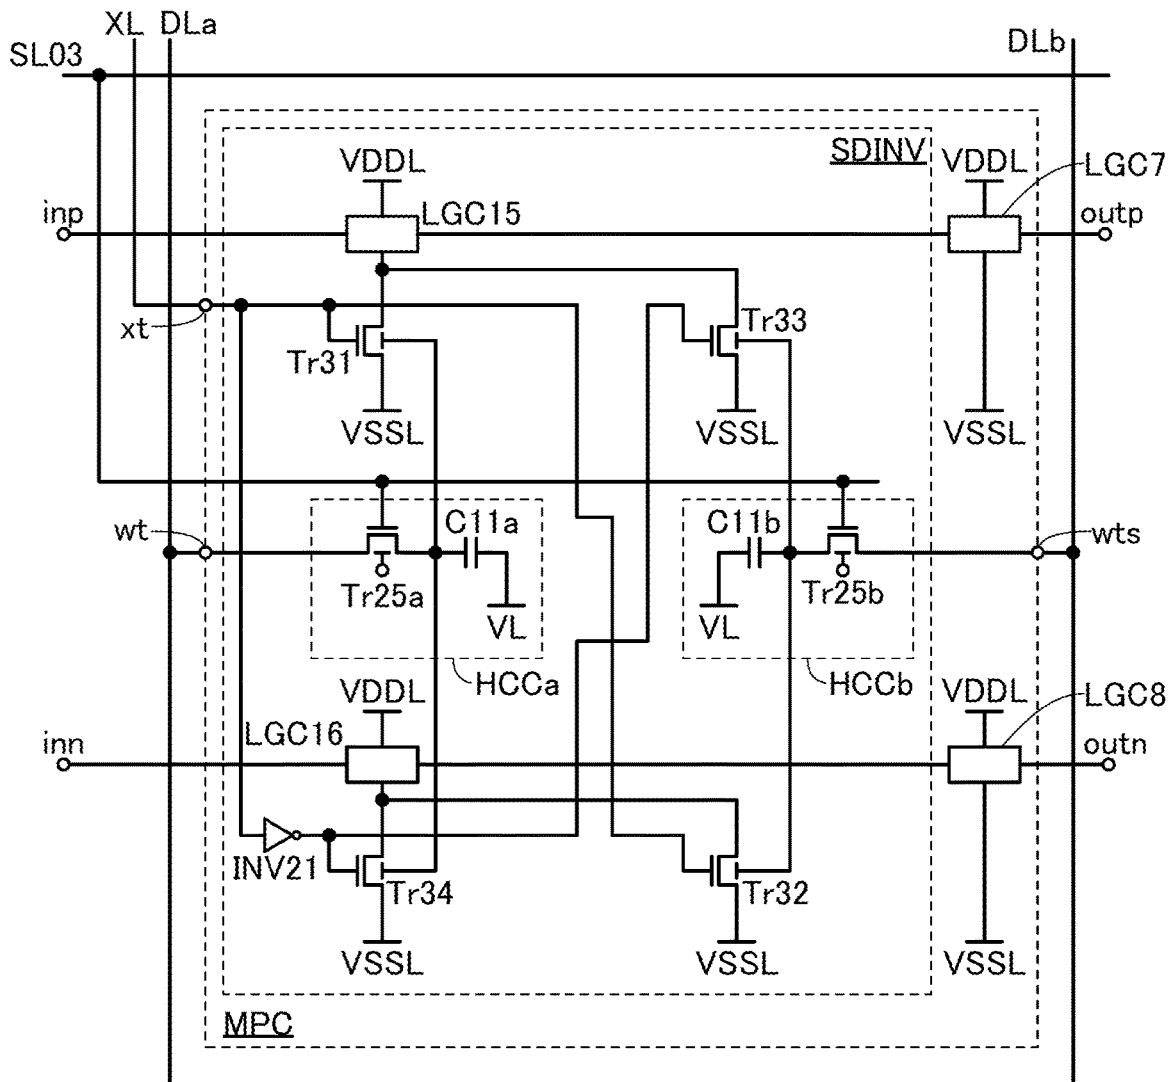 XL DLa
DLb
SL03
SDINV
VDDL
VDDL
LGC7
inp
LGC15
outp
xt
Tr31
Tr33
VSSL
VSSL
VSSL
wt
C11a
C11b
wts
Tr25a
Tr25b
VL
VL
HCCa
HCCb
VDDL
VDDL
LGC8
LGC16
inn
outn
INV21
Tr34
Tr32
VSSL
VSSL
VSSL
MPC